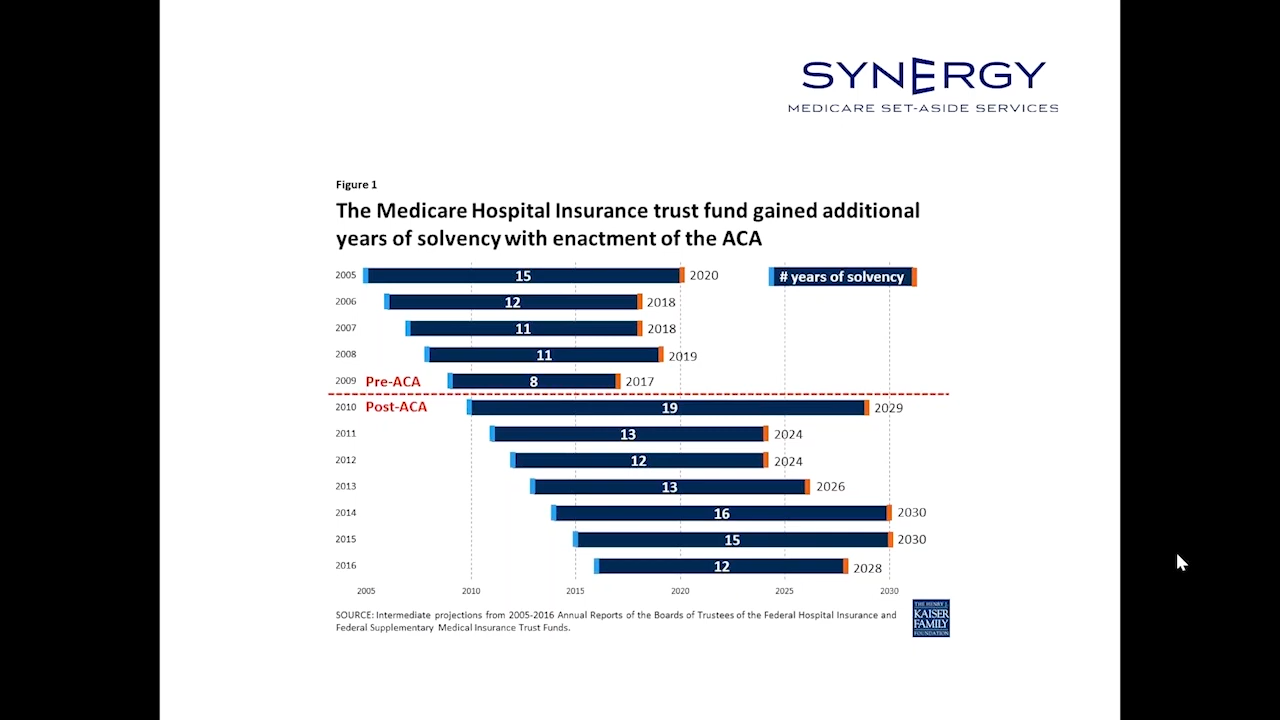 SYNERGY
MEDICARE SET-ASIDE SERVICES
Figure 1
The Medicare Hospital Insurance trust fund gained additional
years of solvency with enactment of the ACA
2005 15 2020 # years of solvency
2006 12 2018
2007 11 2018
2008 11 2019
2009 Pre-ACA 8 2017
2010 Post-ACA 19 2029
2011 13 2024
2012 12 2024
2013 13 2026
2014 16 2030
2015 15 2030
2016 12 2028
2005 2010 2015 2020 2025 2030
SOURCE: Intermediate projections from 2005-2016 Annual Reports of the Boards of Trustees of the Federal Hospital Insurance and
Federal Supplementary Medical Insurance Trust Funds.
THE HENRY J.
KAISER
FAMILY
FOUNDATION